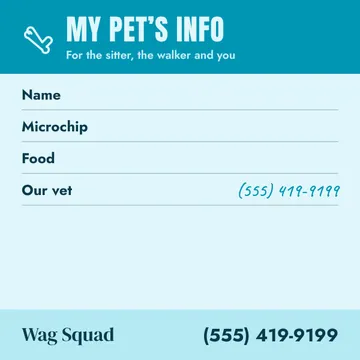 MY PET'S INFO
For the sitter, the walker and you
Name
Microchip
Food
Our vet (555) 419-9199
Wag Squad (555) 419-9199